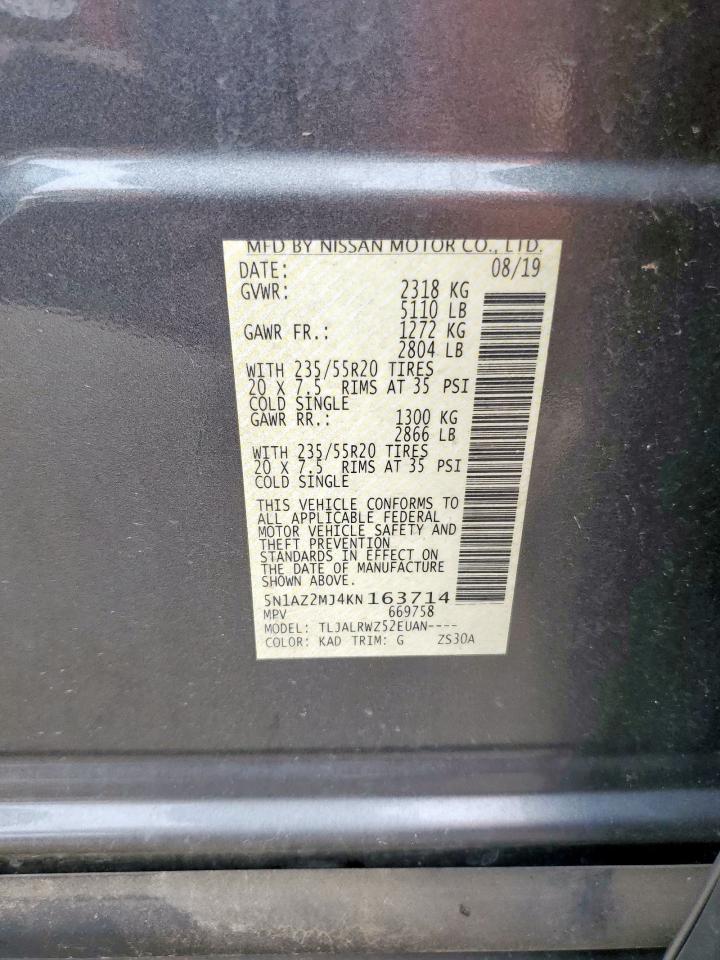 MFD BY NISSAN MOTOR CO., LTD.
DATE: 08/19
GVWR: 2318 KG
5110 LB
GAWR FR.: 1272 KG
2804 LB
WITH 235/55R20 TIRES
20 X 7.5 RIMS AT 35 PSI
COLD SINGLE
GAWR RR.: 1300 KG
2866 LB
WITH 235/55R20 TIRES
20 X 7.5 RIMS AT 35 PSI
COLD SINGLE
THIS VEHICLE CONFORMS TO
ALL APPLICABLE FEDERAL
MOTOR VEHICLE SAFETY AND
THEFT PREVENTION
STANDARDS IN EFFECT ON
THE DATE OF MANUFACTURE
SHOWN ABOVE.
5N1AZ2MJ4KN163714
MPV 669758
MODEL: TLJALRWZ52EUAN----
COLOR: KAD TRIM: G ZS30A